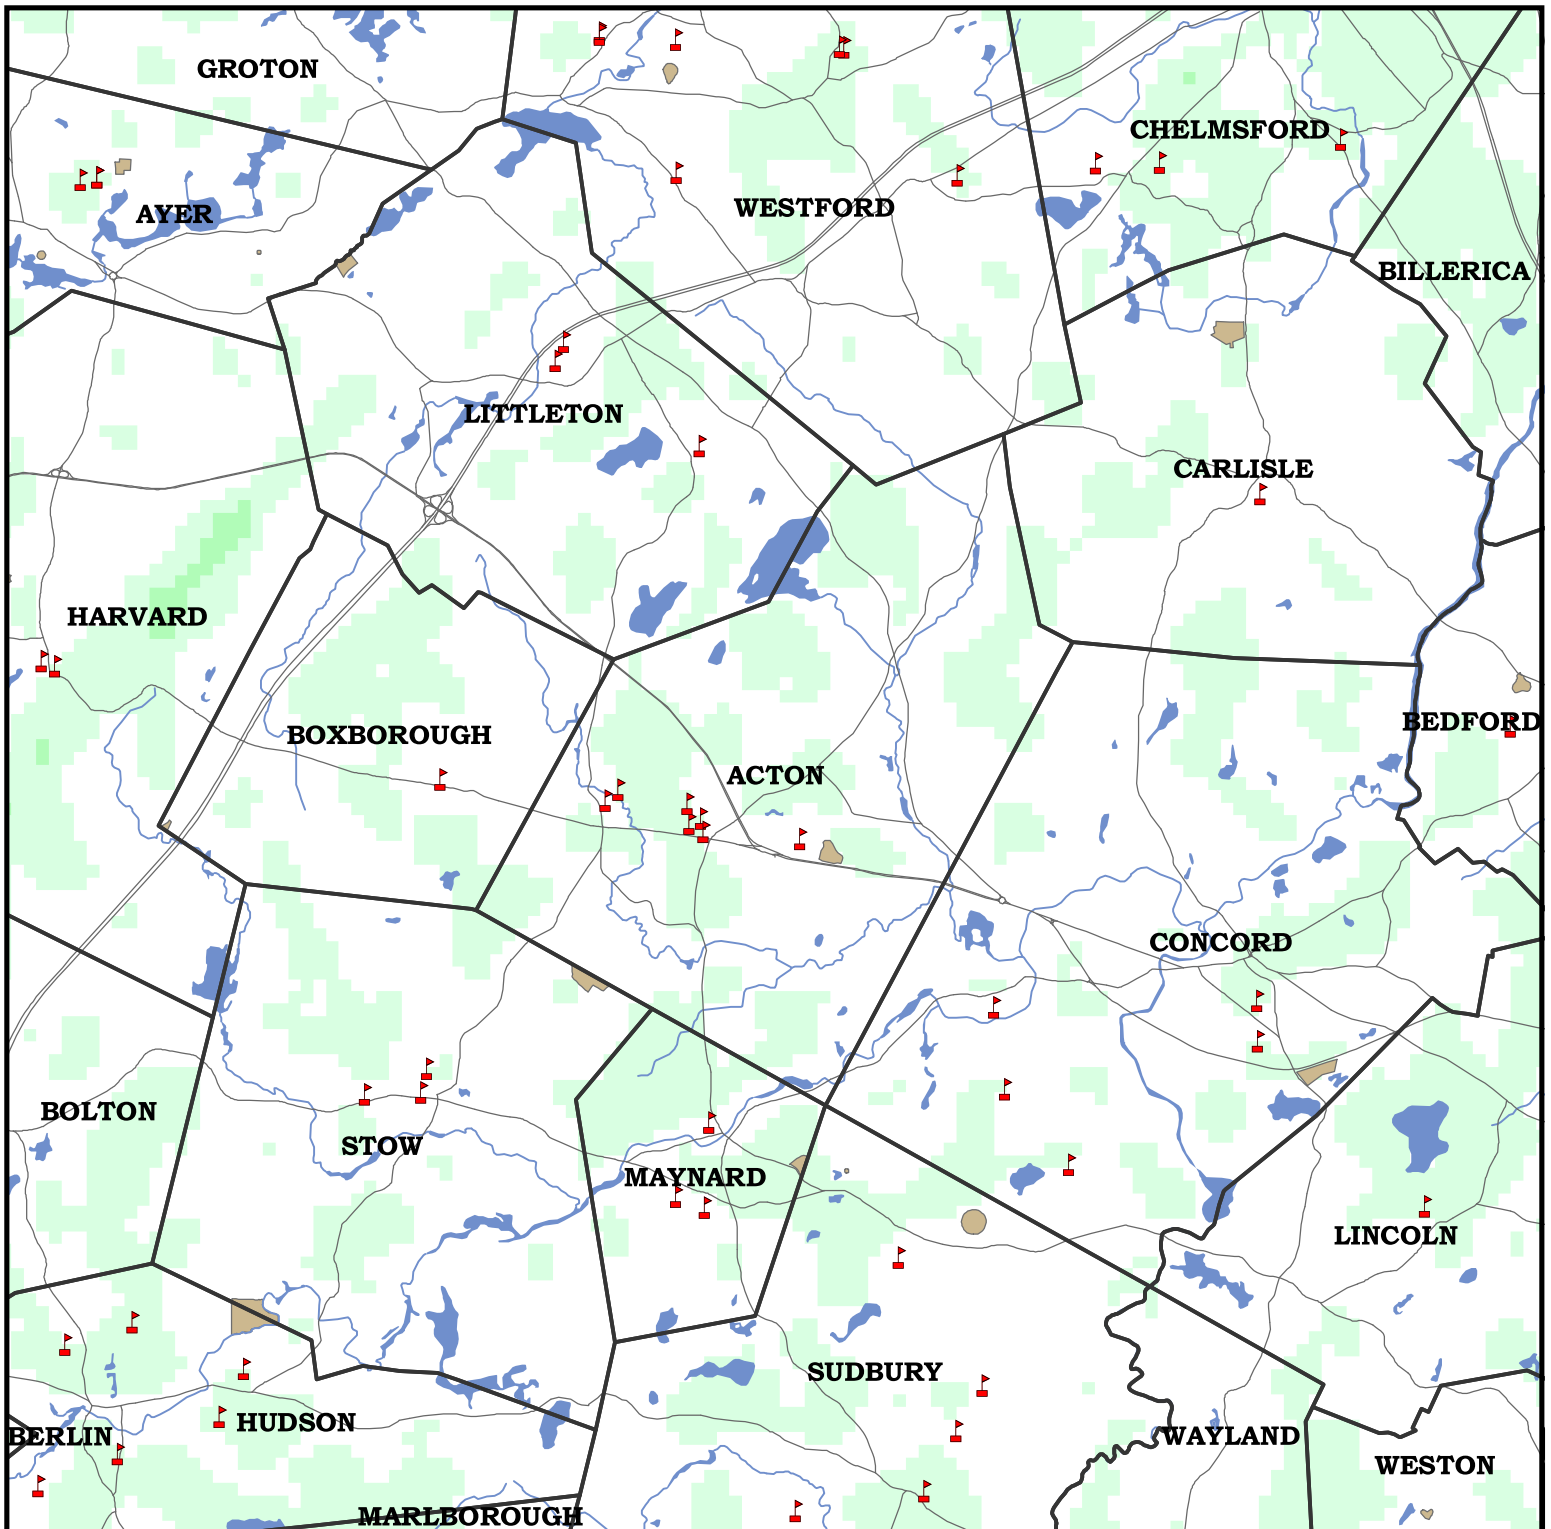 GROTON
CHELMSFORD
WESTFORD
AYER
BILLERICA
LITTLETON
CARLISLE
HARVARD
BEDFORD
BOXBOROUGH
ACTON
CONCORD
BOLTON
STOW
MAYNARD
LINCOLN
SUDBURY
HUDSON
BERLIN
WAYLAND
WESTON
MARLBOROUGH